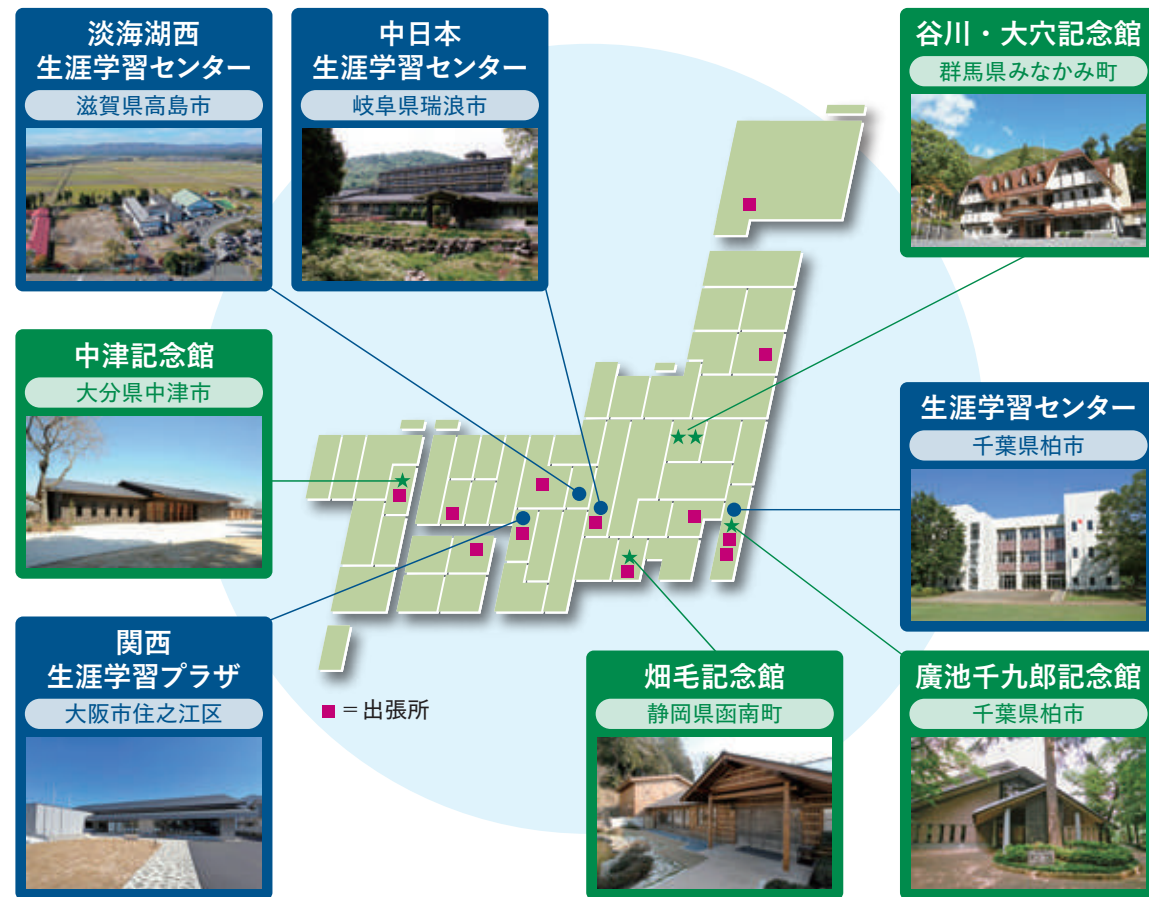 淡海湖西
生涯学習センター
滋賀県高島市
中日本
生涯学習センター
岐阜県瑞浪市
谷川・大穴記念館
群馬県みなかみ町
中津記念館
大分県中津市
生涯学習センター
千葉県柏市
関西
生涯学習プラザ
大阪市住之江区
■＝出張所
畑毛記念館
静岡県函南町
廣池千九郎記念館
千葉県柏市